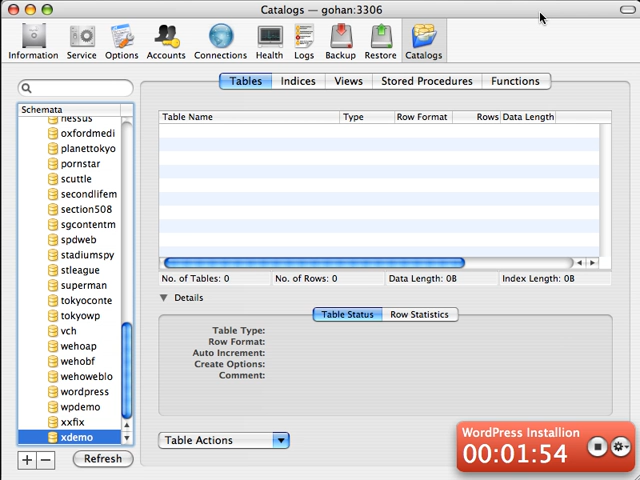 Catalogs - gohan:3306
Information Service Options Accounts Connections Health Logs Backup Restore Catalogs
Tables Indices Views Stored Procedures Functions
Schemata
Table Name Type Row Format Rows Data Length
nessus
oxfordmedi
planettokyo
pornstar
scuttle
secondlifem
section508
sgcontentm
spdweb
stadiumspy
stleague
superman
tokyoconte
tokyowp
vch
wehoap
wehobf
wehoweblo
wordpress
wpdemo
xxfix
xdemo
No. of Tables: 0 No. of Rows: 0 Data Length: 0B Index Length: 0B
Details
Table Status Row Statistics
Table Type:
Row Format:
Auto Increment:
Create Options:
Comment:
Table Actions
Refresh
WordPress Installion
00:01:54